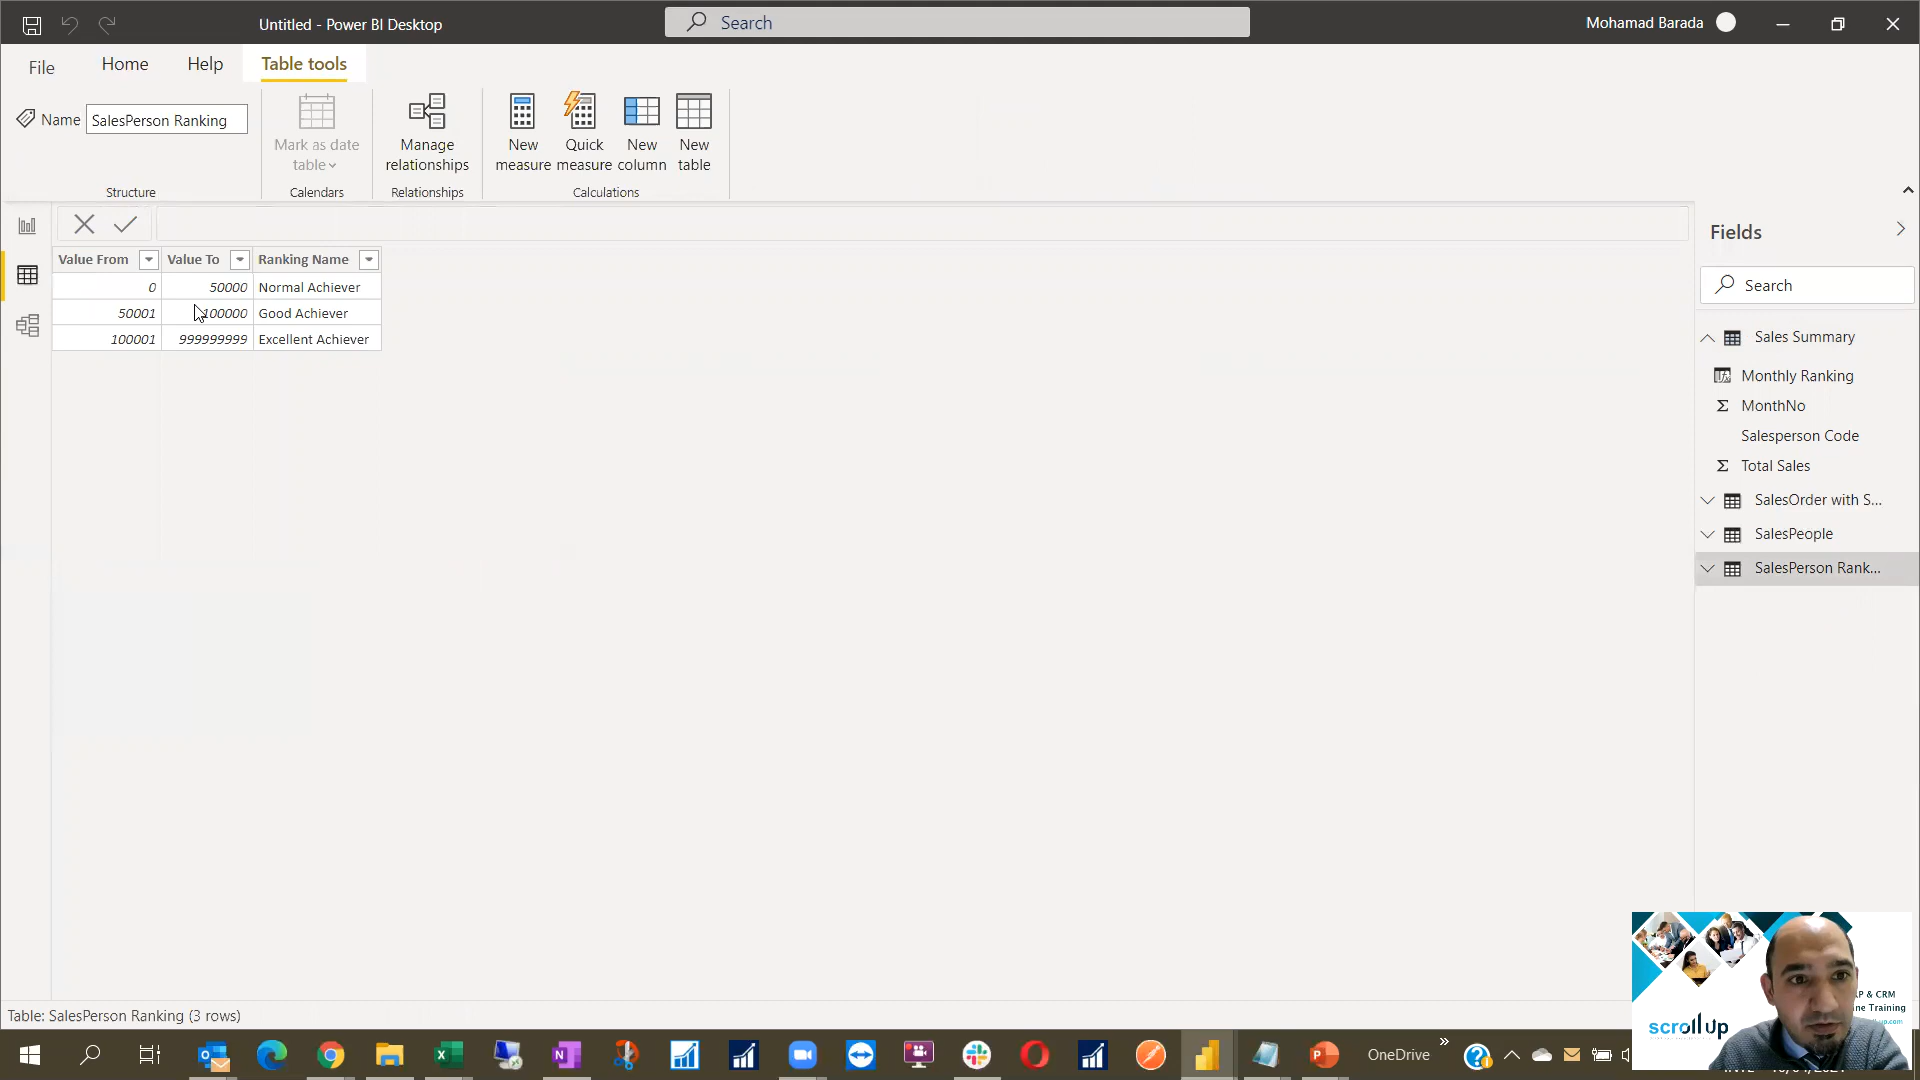 Untitled - Power BI Desktop
Search
Mohamad Barada
File
Home
Help
Table tools
Name
SalesPerson Ranking
Mark as date
table
Manage
relationships
New
measure
Quick
measure
New
column
New
table
Structure
Calendars
Relationships
Calculations
Fields
Search
Value From
Value To
Ranking Name
0
50000
Normal Achiever
50001
100000
Good Achiever
100001
999999999
Excellent Achiever
Sales Summary
Monthly Ranking
MonthNo
Salesperson Code
Total Sales
SalesOrder with S...
SalesPeople
SalesPerson Rank...
Table: SalesPerson Ranking (3 rows)
& CRM
Training
scroll up
OneDrive